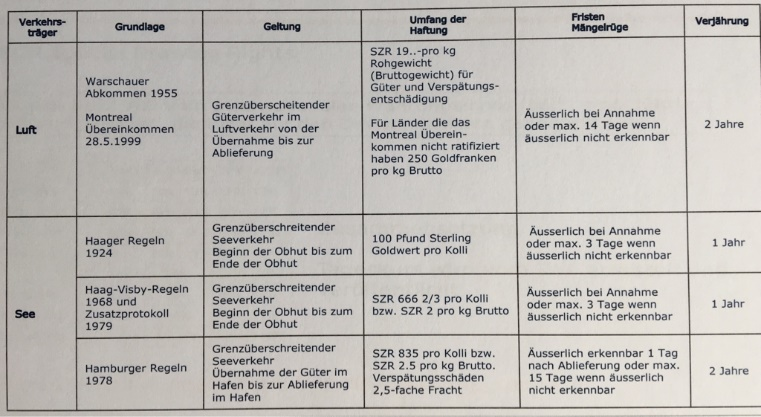 Verkehrs-
träger
Grundlage
Geltung
Umfang der
Haftung
Fristen
Mängelrüge
Verjährung
Luft
Warschauer
Abkommen 1955
Montreal
Übereinkommen
28.5.1999
Grenzüberscheitender
Güterverkehr im
Luftverkehr von der
Übernahme bis zur
Ablieferung
SZR 19..-pro kg
Rohgewicht
(Bruttogewicht) für
Güter und Verspätungs-
entschädigung
Für Länder die das
Montreal Überein-
kommen nicht ratifiziert
haben 250 Goldfranken
pro kg Brutto
Äusserlich bei Annahme
oder max. 14 Tage wenn
äusserlich nicht erkennbar
2 Jahre
See
Haager Regeln
1924
Grenzüberschreitender
Seeverkehr
Beginn der Obhut bis zum
Ende der Obhut
100 Pfund Sterling
Goldwert pro Kolli
Äusserlich bei Annahme
oder max. 3 Tage wenn
äusserlich nicht erkennbar
1 Jahr
Haag-Visby-Regeln
1968 und
Zusatzprotokoll
1979
Grenzüberschreitender
Seeverkehr
Beginn der Obhut bis zum
Ende der Obhut
SZR 666 2/3 pro Kolli
bzw. SZR 2 pro kg Brutto
Äusserlich bei Annahme
oder max. 3 Tage wenn
äusserlich nicht erkennbar
1 Jahr
Hamburger Regeln
1978
Grenzüberschreitender
Seeverkehr
Übernahme der Güter im
Hafen bis zur Ablieferung
im Hafen
SZR 835 pro Kolli bzw.
SZR 2.5 pro kg Brutto.
Verspätungsschäden
2,5-fache Fracht
Äusserlich erkennbar 1 Tag
nach Ablieferung oder max.
15 Tage wenn äusserlich
nicht erkennbar
2 Jahre